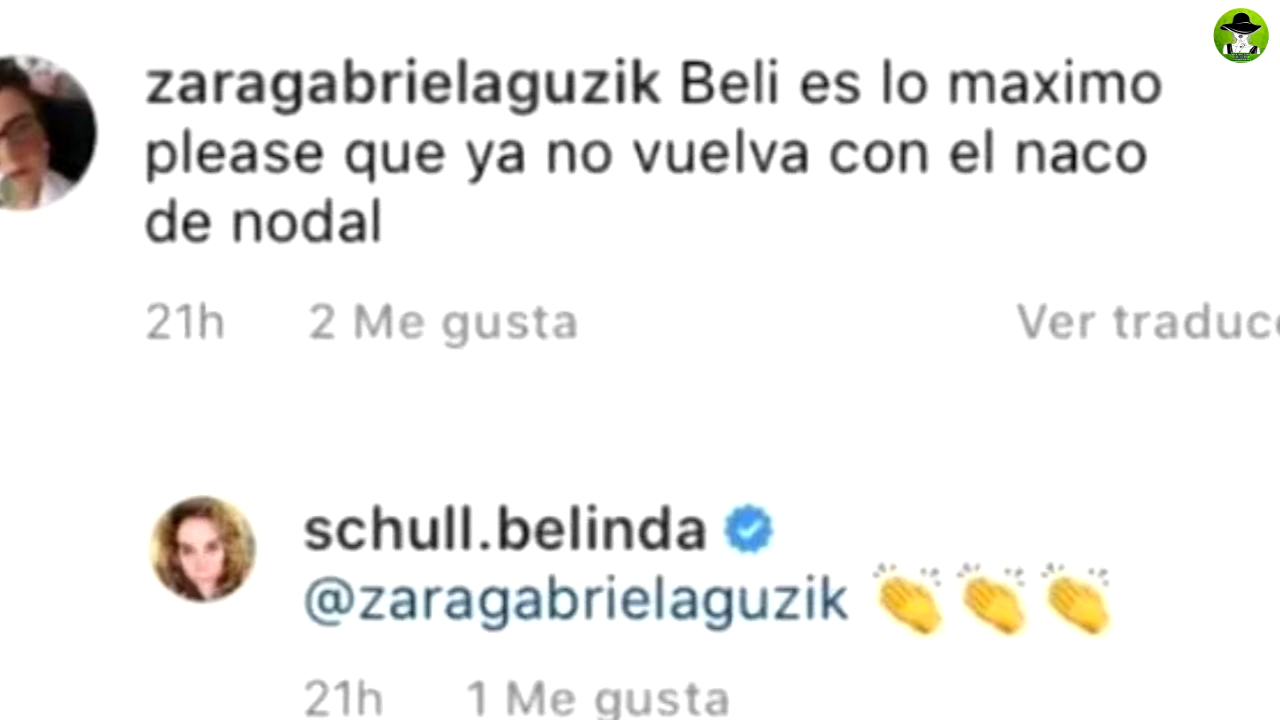 zaragabrielaguzik Beli es lo maximo
please que ya no vuelva con el naco
de nodal
21h 2 Me gusta Ver traducc
schull.belinda
@zaragabrielaguzik 👏👏👏
21h 1 Me gusta